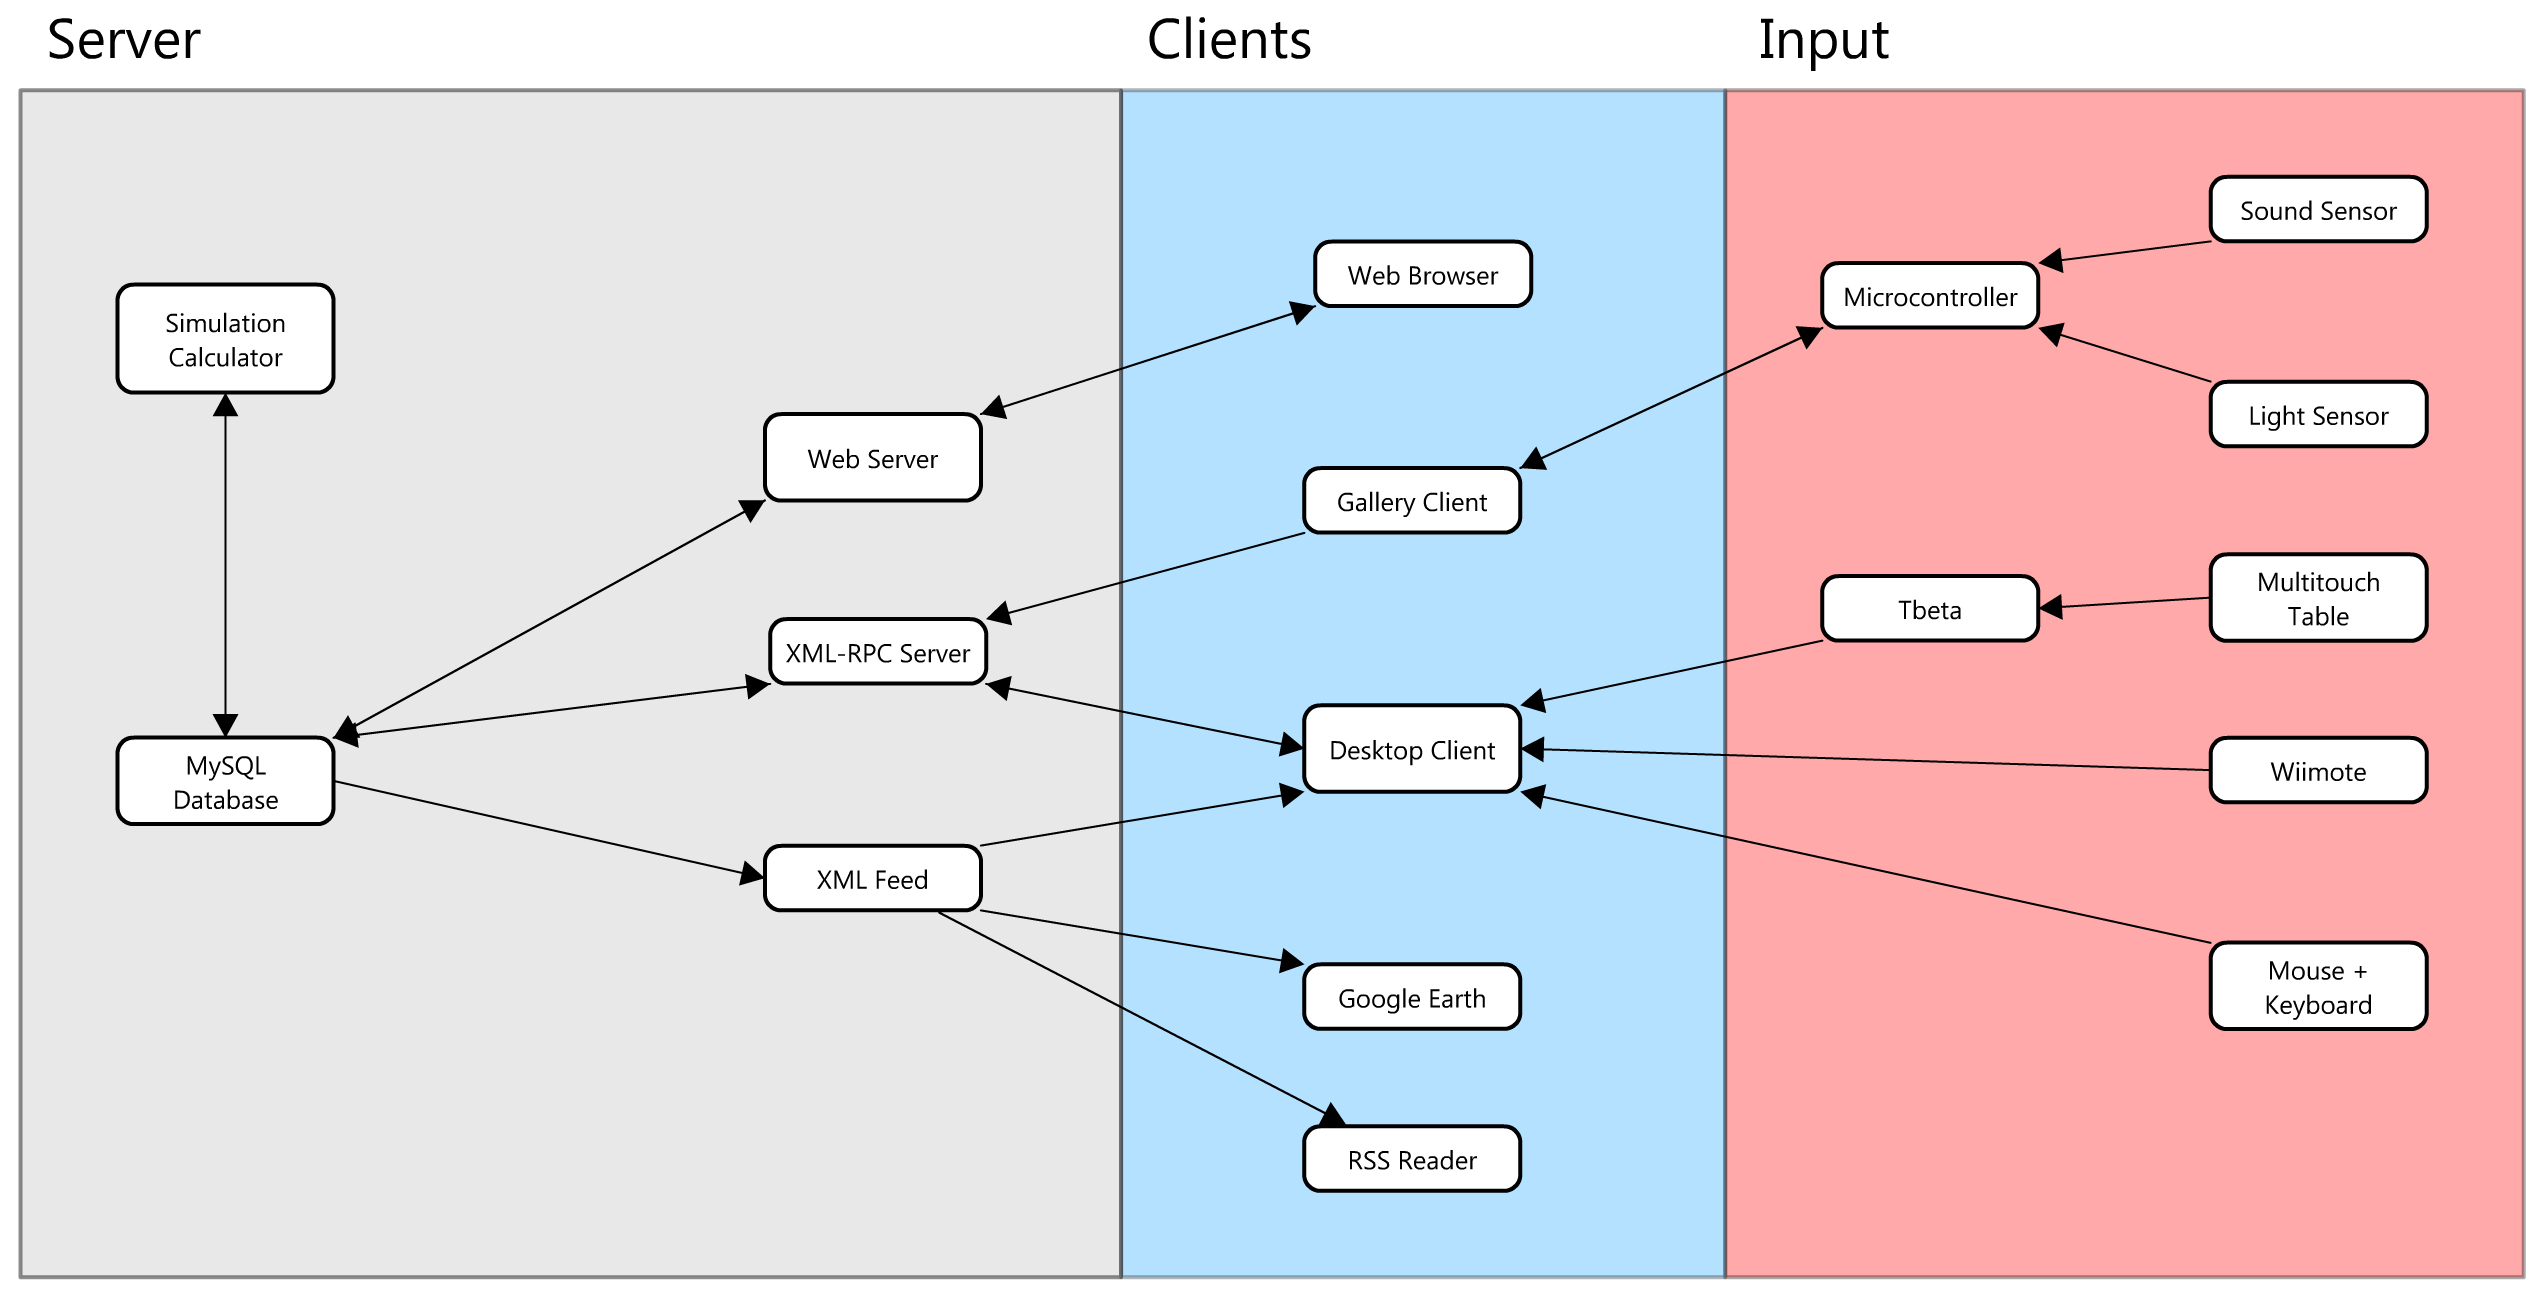 Server
Clients
Input
Simulation
Calculator
MySQL
Database
Web Server
XML-RPC Server
XML Feed
Web Browser
Gallery Client
Desktop Client
Google Earth
RSS Reader
Microcontroller
Tbeta
Sound Sensor
Light Sensor
Multitouch
Table
Wiimote
Mouse +
Keyboard